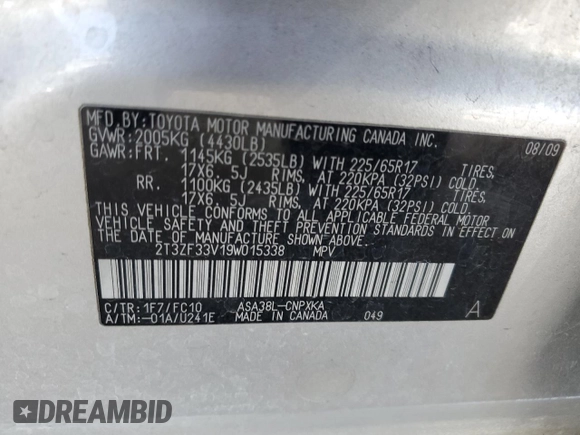 MFD.BY:TOYOTA MOTOR MANUFACTURING CANADA INC.
GVWR:2005KG (4430LB) 08/09
GAWR:FRT. 1145KG (2535LB) WITH 225/65R17 TIRES,
17X6. 5J RIMS, AT 220KPA (32PSI) COLD
RR. 1100KG (2435LB) WITH 225/65R17 TIRES,
17X6. 5J RIMS, AT 220KPA (32PSI) COLD
THIS VEHICLE CONFORMS TO ALL APPLICABLE FEDERAL MOTOR
VEHICLE SAFETY AND THEFT PREVENTION STANDARDS IN EFFECT
ON THE DATE OF MANUFACTURE SHOWN ABOVE.
2T3ZF33V19W015338 MPV
C/TR:1F7/FC10 ASA38L-CNPXKA A
A/TM:-01A/U241E MADE IN CANADA 049
DREAMBID